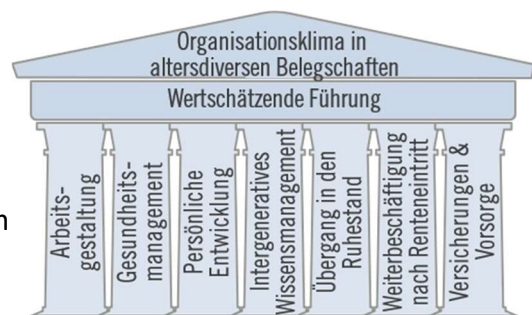 Organisationsklima in
altersdiversen Belegschaften
Wertschätzende Führung
Arbeits-
gestaltung
Gesundheits-
management
Persönliche
Entwicklung
Intergeneratives
Wissensmanagement
Übergang in den
Ruhestand
Weiterbeschäftigung
nach Renteneintritt
Versicherungen &
Vorsorge